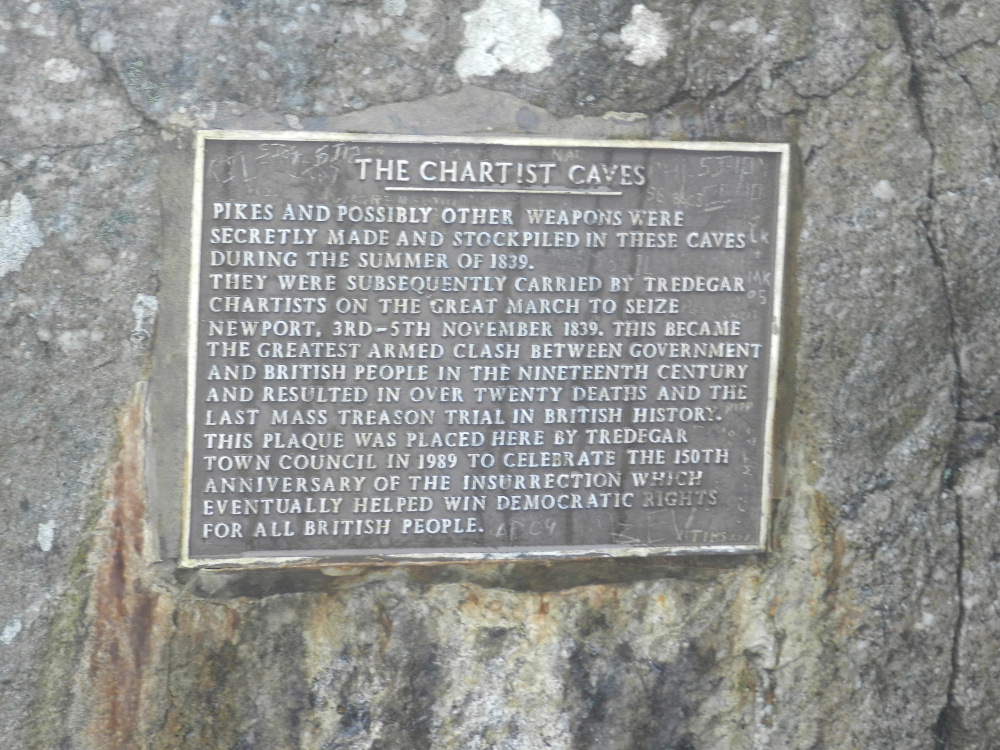 THE CHARTIST CAVES
PIKES AND POSSIBLY OTHER WEAPONS WERE
SECRETLY MADE AND STOCKPILED IN THESE CAVES
DURING THE SUMMER OF 1839.
THEY WERE SUBSEQUENTLY CARRIED BY TREDEGAR
CHARTISTS ON THE GREAT MARCH TO SEIZE
NEWPORT, 3RD-5TH NOVEMBER 1839. THIS BECAME
THE GREATEST ARMED CLASH BETWEEN GOVERNMENT
AND BRITISH PEOPLE IN THE NINETEENTH CENTURY
AND RESULTED IN OVER TWENTY DEATHS AND THE
LAST MASS TREASON TRIAL IN BRITISH HISTORY.
THIS PLAQUE WAS PLACED HERE BY TREDEGAR
TOWN COUNCIL IN 1989 TO CELEBRATE THE 150TH
ANNIVERSARY OF THE INSURRECTION WHICH
EVENTUALLY HELPED WIN DEMOCRATIC RIGHTS
FOR ALL BRITISH PEOPLE.